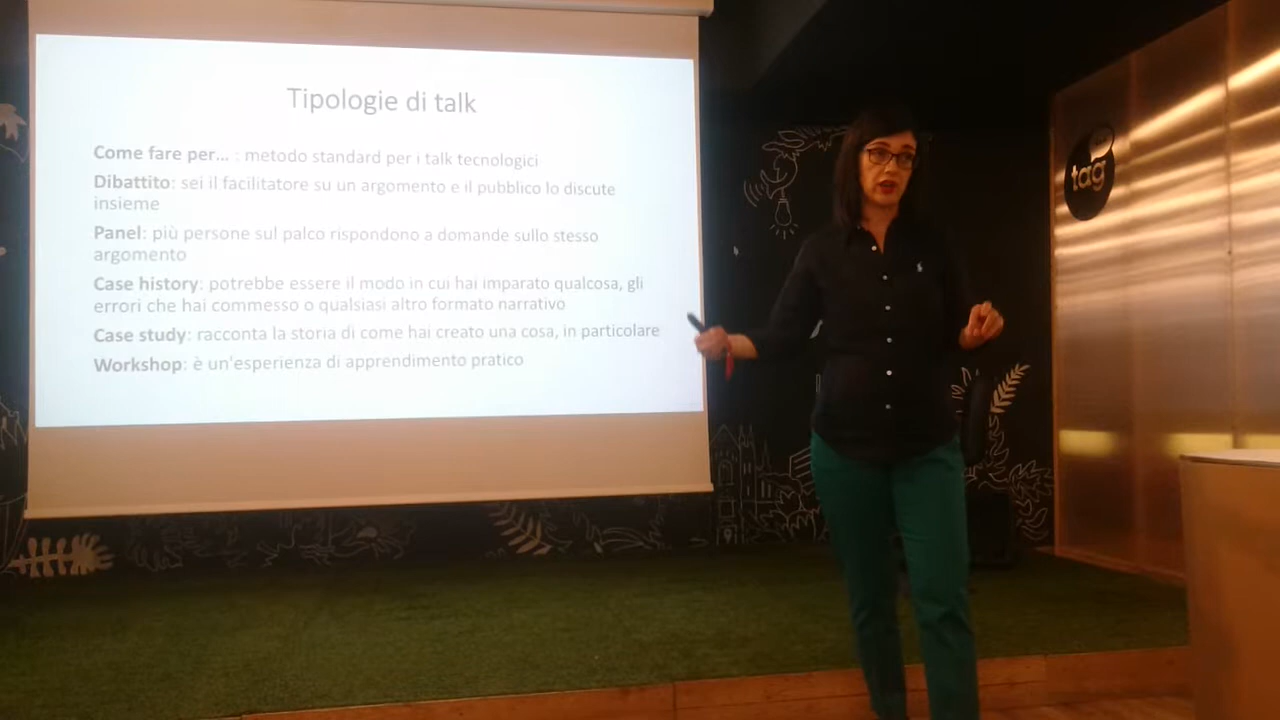 Tipologie di talk
Come fare per... : metodo standard per i talk tecnologici
Dibattito: sei il facilitatore su un argomento e il pubblico lo discute
insieme
Panel: più persone sul palco rispondono a domande sullo stesso
argomento
Case history: potrebbe essere il modo in cui hai imparato qualcosa, gli
errori che hai commesso o qualsiasi altro formato narrativo
Case study: racconta la storia di come hai creato una cosa, in particolare
Workshop: è un'esperienza di apprendimento pratico
tag